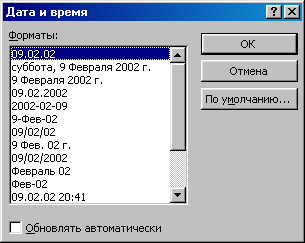 Дата и время
Форматы:
09.02.02
суббота, 9 Февраля 2002 г.
9 Февраля 2002 г.
09.02.2002
2002-02-09
9-Фев-02
09/02/02
9 Фев. 02 г.
09/02/2002
Февраль 02
Фев-02
09.02.02 20:41
OK
Отмена
По умолчанию...
Обновлять автоматически